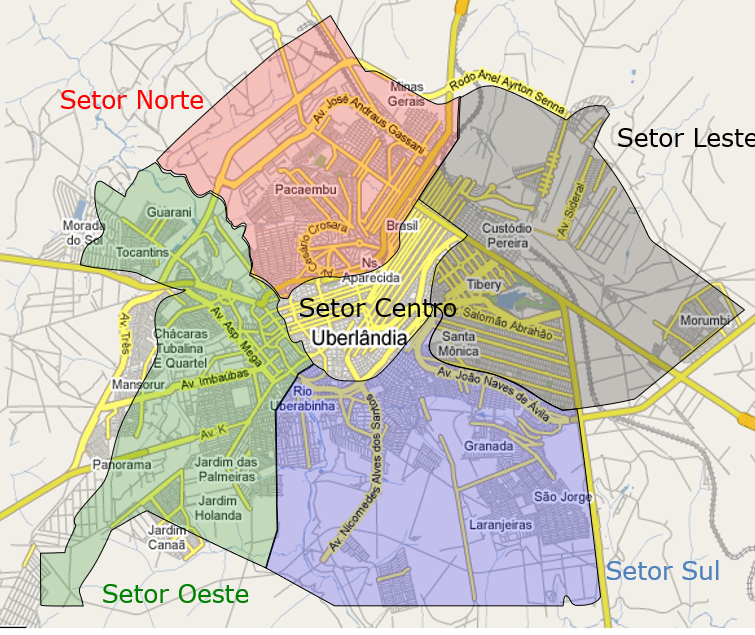 Minas
Gerais
Rodo Anel Ayrton Senna
Setor Norte
Av. José Andraus Gassani
Setor Leste
Pacaembu
Guarani
Morada
do Sol
Tocantins
Cesário Crosara
Av.
Brasil
Custódio
Pereira
Av. Sideral
Ns.
Aparecida
Tibery
Setor Centro
Uberlândia
Salomão Abrahão
Morumbi
Av. Três
Av. Asp. Mega
Chácaras
Tubalina
E Quartel
Santa
Mônica
Av. Imbaúbas
Mansorur
Av. João Naves de Ávila
Rio
Uberabinha
Av. K
Av. Nicomedes Alves dos Santos
Granada
Panorama
Jardim das
Palmeiras
São Jorge
Jardim
Holanda
Laranjeiras
Jardim
Canaã
Setor Sul
Setor Oeste